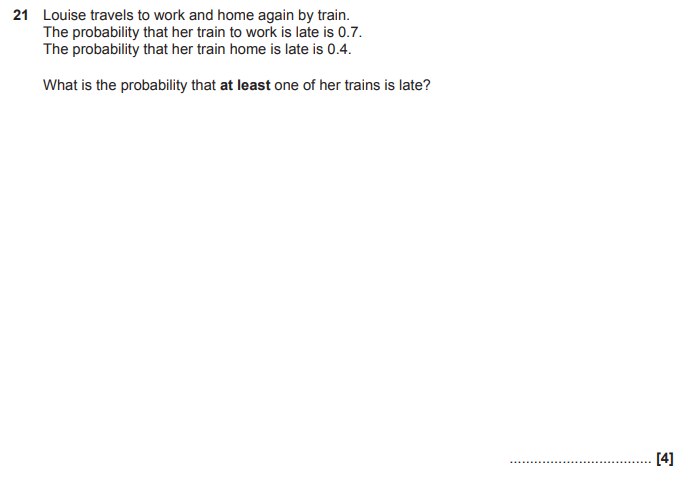 21 Louise travels to work and home again by train.
The probability that her train to work is late is 0.7.
The probability that her train home is late is 0.4.
What is the probability that at least one of her trains is late?
.................................. [4]